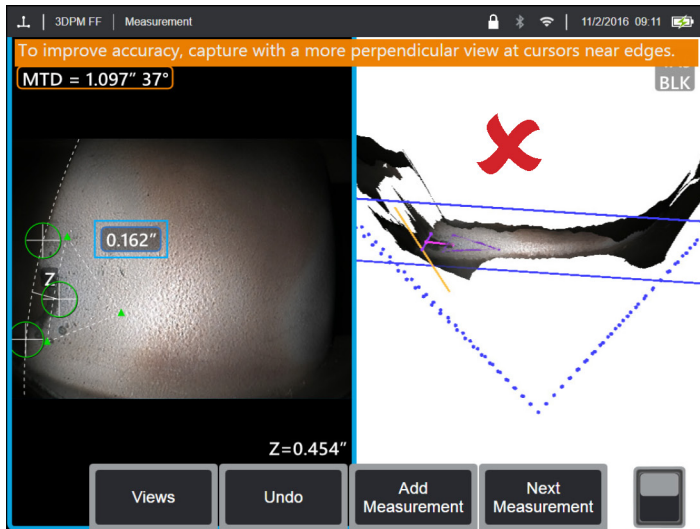 3DPM FF Measurement 11/2/2016 09:11
To improve accuracy, capture with a more perpendicular view at cursors near edges.
MTD = 1.097" 37°
BLK
0.162"
Z
Z=0.454"
Views
Undo
Add
Measurement
Next
Measurement